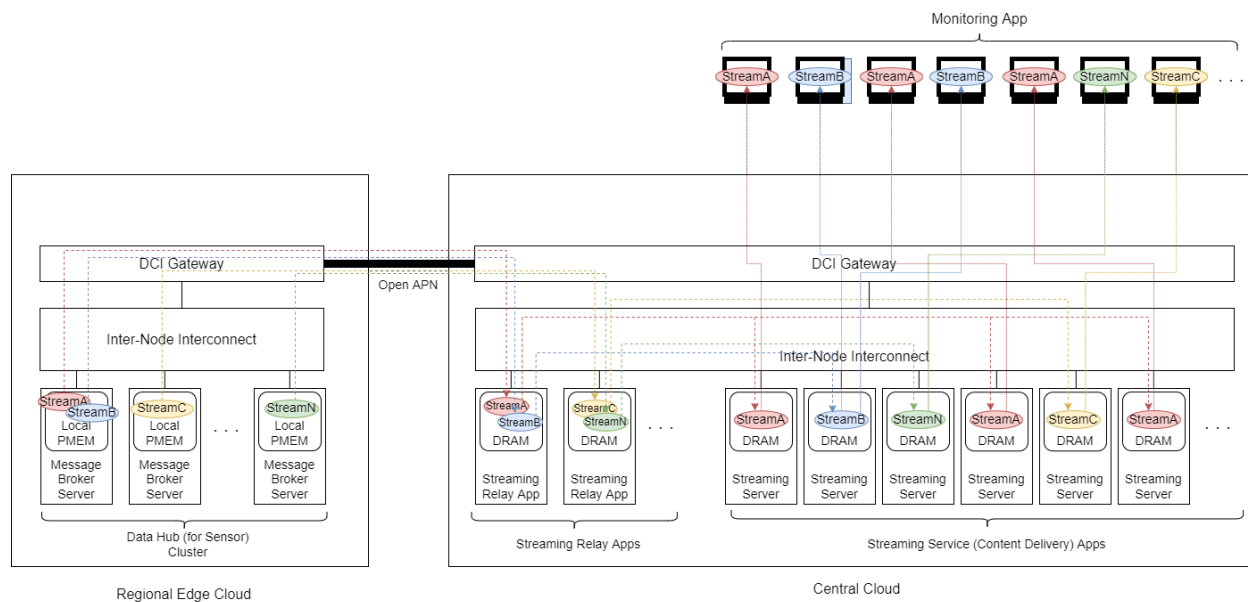 Monitoring App
StreamA
StreamB
StreamA
StreamB
StreamA
StreamN
StreamC
. . .
DCI Gateway
Open APN
DCI Gateway
Inter-Node Interconnect
Inter-Node Interconnect
StreamA
StreamB
Local
PMEM
Message
Broker
Server
StreamC
Local
PMEM
Message
Broker
Server
. . .
StreamN
Local
PMEM
Message
Broker
Server
Data Hub (for Sensor)
Cluster
Regional Edge Cloud
StreamA
StreamB
DRAM
Streaming
Relay App
StreamC
StreamN
DRAM
Streaming
Relay App
. . .
Streaming Relay Apps
StreamA
DRAM
Streaming
Server
StreamB
DRAM
Streaming
Server
StreamN
DRAM
Streaming
Server
StreamA
DRAM
Streaming
Server
StreamC
DRAM
Streaming
Server
StreamA
DRAM
Streaming
Server
. . .
Streaming Service (Content Delivery) Apps
Central Cloud